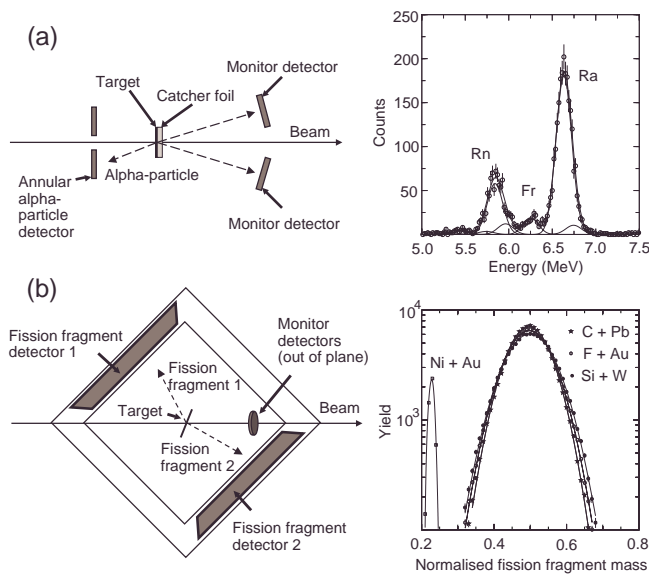 (a)
Target
Catcher foil
Monitor detector
Beam
Alpha-particle
Annular
alpha-
particle
detector
Monitor detector
Counts
250
200
150
100
50
Rn
Fr
Ra
5.0 5.5 6.0 6.5 7.0 7.5
Energy (MeV)
(b)
Fission fragment
detector 1
Monitor
detectors
(out of plane)
Fission
fragment 1
Target
Beam
Fission
fragment 2
Fission fragment
detector 2
Yield
10⁴
10³
Ni + Au
C + Pb
F + Au
Si + W
0.2 0.4 0.6 0.8
Normalised fission fragment mass